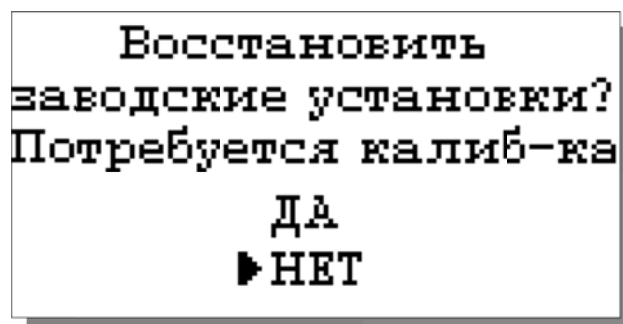 Восстановить
заводские установки?
Потребуется калиб-ка
ДА
НЕТ